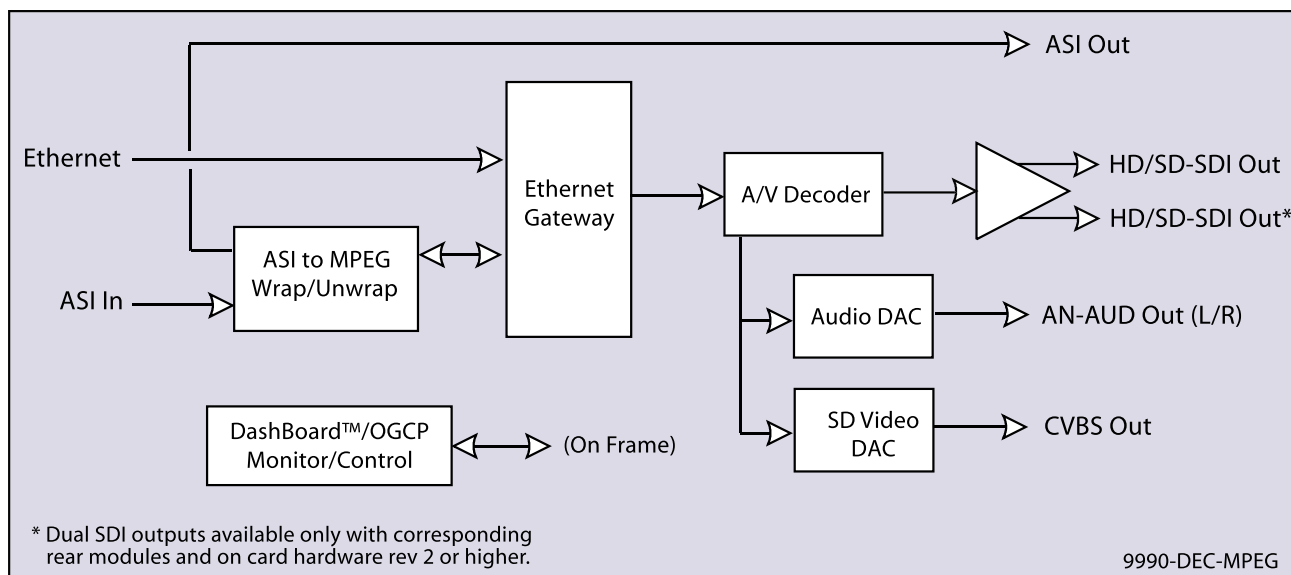 ASI Out
Ethernet
Ethernet
Gateway
A/V Decoder
HD/SD-SDI Out
HD/SD-SDI Out*
ASI to MPEG
Wrap/Unwrap
ASI In
Audio DAC
AN-AUD Out (L/R)
SD Video
DAC
CVBS Out
DashBoard™/OGCP
Monitor/Control
(On Frame)
* Dual SDI outputs available only with corresponding
rear modules and on card hardware rev 2 or higher.
9990-DEC-MPEG